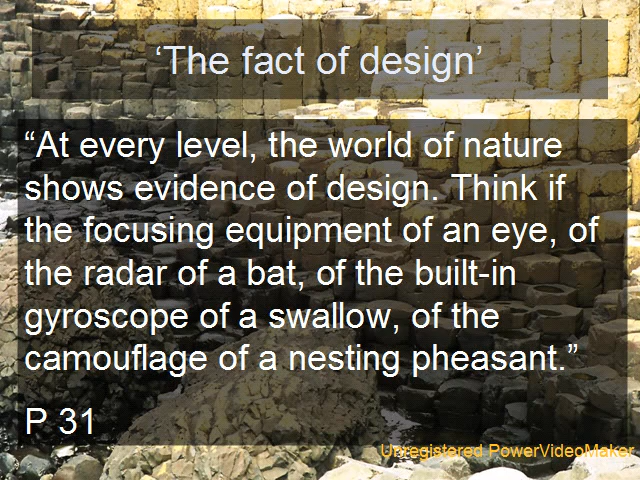 ‘The fact of design’
“At every level, the world of nature
shows evidence of design. Think if
the focusing equipment of an eye, of
the radar of a bat, of the built-in
gyroscope of a swallow, of the
camouflage of a nesting pheasant.”
P 31
Unregistered PowerVideoMaker